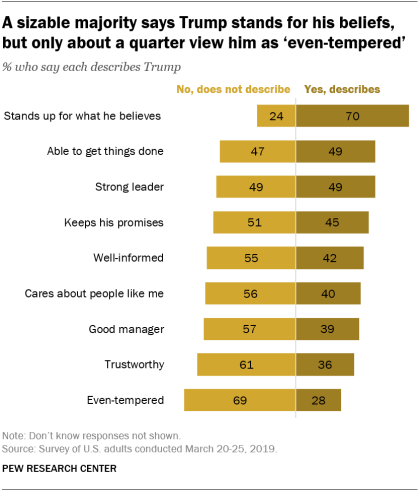 A sizable majority says Trump stands for his beliefs,
but only about a quarter view him as ‘even-tempered’
% who say each describes Trump
No, does not describe Yes, describes
Stands up for what he believes 24 70
Able to get things done 47 49
Strong leader 49 49
Keeps his promises 51 45
Well-informed 55 42
Cares about people like me 56 40
Good manager 57 39
Trustworthy 61 36
Even-tempered 69 28
Note: Don’t know responses not shown.
Source: Survey of U.S. adults conducted March 20-25, 2019.
PEW RESEARCH CENTER